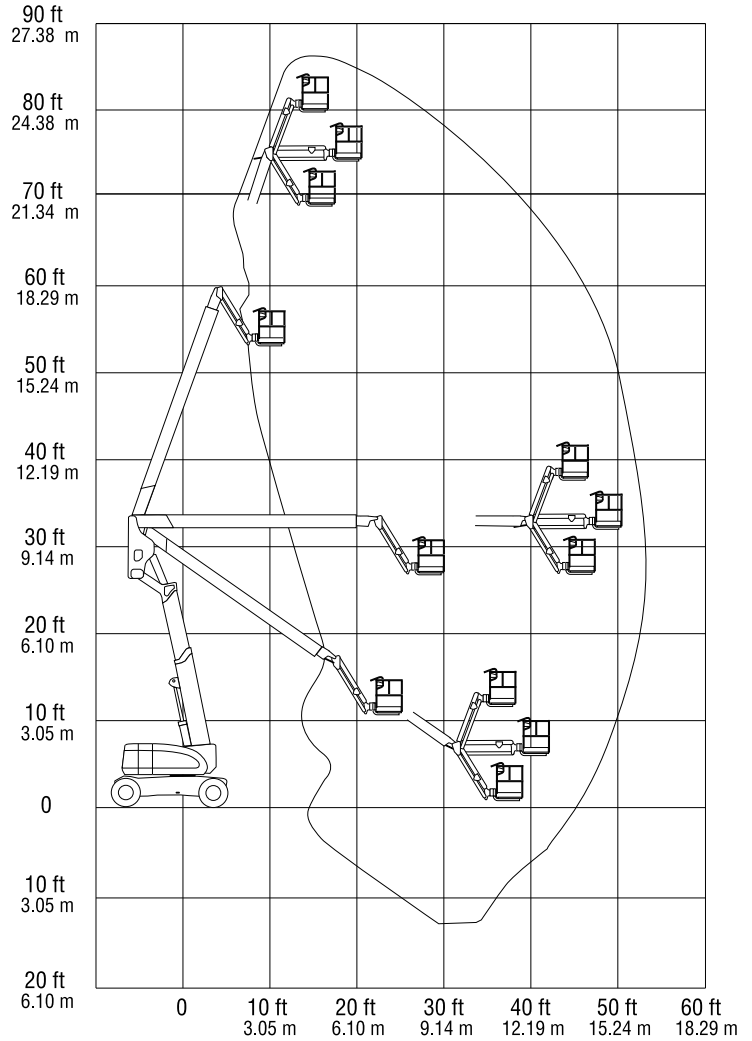 90 ft
27.38 m
80 ft
24.38 m
70 ft
21.34 m
60 ft
18.29 m
50 ft
15.24 m
40 ft
12.19 m
30 ft
9.14 m
20 ft
6.10 m
10 ft
3.05 m
0
10 ft
3.05 m
20 ft
6.10 m
0 10 ft 20 ft 30 ft 40 ft 50 ft 60 ft
3.05 m 6.10 m 9.14 m 12.19 m 15.24 m 18.29 m